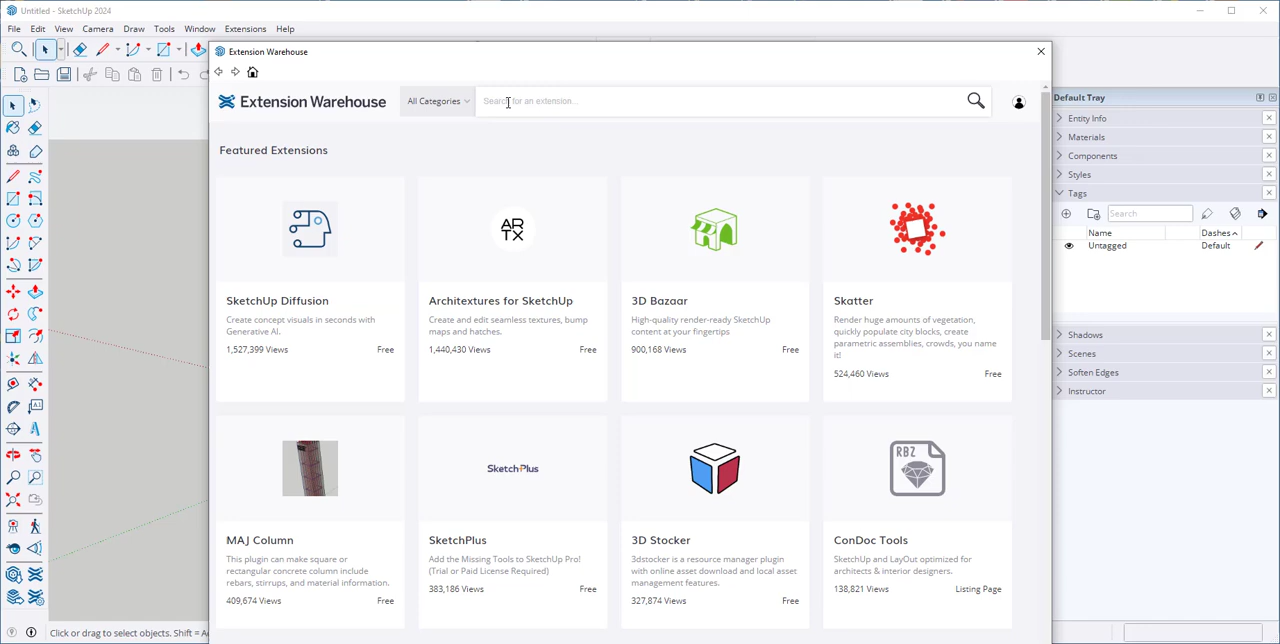 Untitled - SketchUp 2024
File Edit View Camera Draw Tools Window Extensions Help
Extension Warehouse
Extension Warehouse
All Categories
Search for an extension...
Featured Extensions
SketchUp Diffusion
Create concept visuals in seconds with
Generative AI.
1,527,399 Views Free
AR
TX
Architextures for SketchUp
Create and edit seamless textures, bump
maps and hatches.
1,440,430 Views Free
3D Bazaar
High-quality render-ready SketchUp
content at your fingertips
900,168 Views Free
Skatter
Render huge amounts of vegetation,
quickly populate city blocks, create
parametric assemblies, crowds, you name
it!
524,460 Views Free
MAJ Column
This plugin can make square or
rectangular concrete column include
rebars, stirrups, and material information.
409,674 Views Free
SketchPlus
SketchPlus
Add the Missing Tools to SketchUp Pro!
(Trial or Paid License Required)
383,186 Views Free
3D Stocker
3dstocker is a resource manager plugin
with online asset download and local asset
management features.
327,874 Views Free
RBZ
ConDoc Tools
SketchUp and LayOut optimized for
architects & interior designers.
138,821 Views Listing Page
Default Tray
Entity Info
Materials
Components
Styles
Tags
Search
Name Dashes
Untagged Default
Shadows
Scenes
Soften Edges
Instructor
Click or drag to select objects. Shift = A